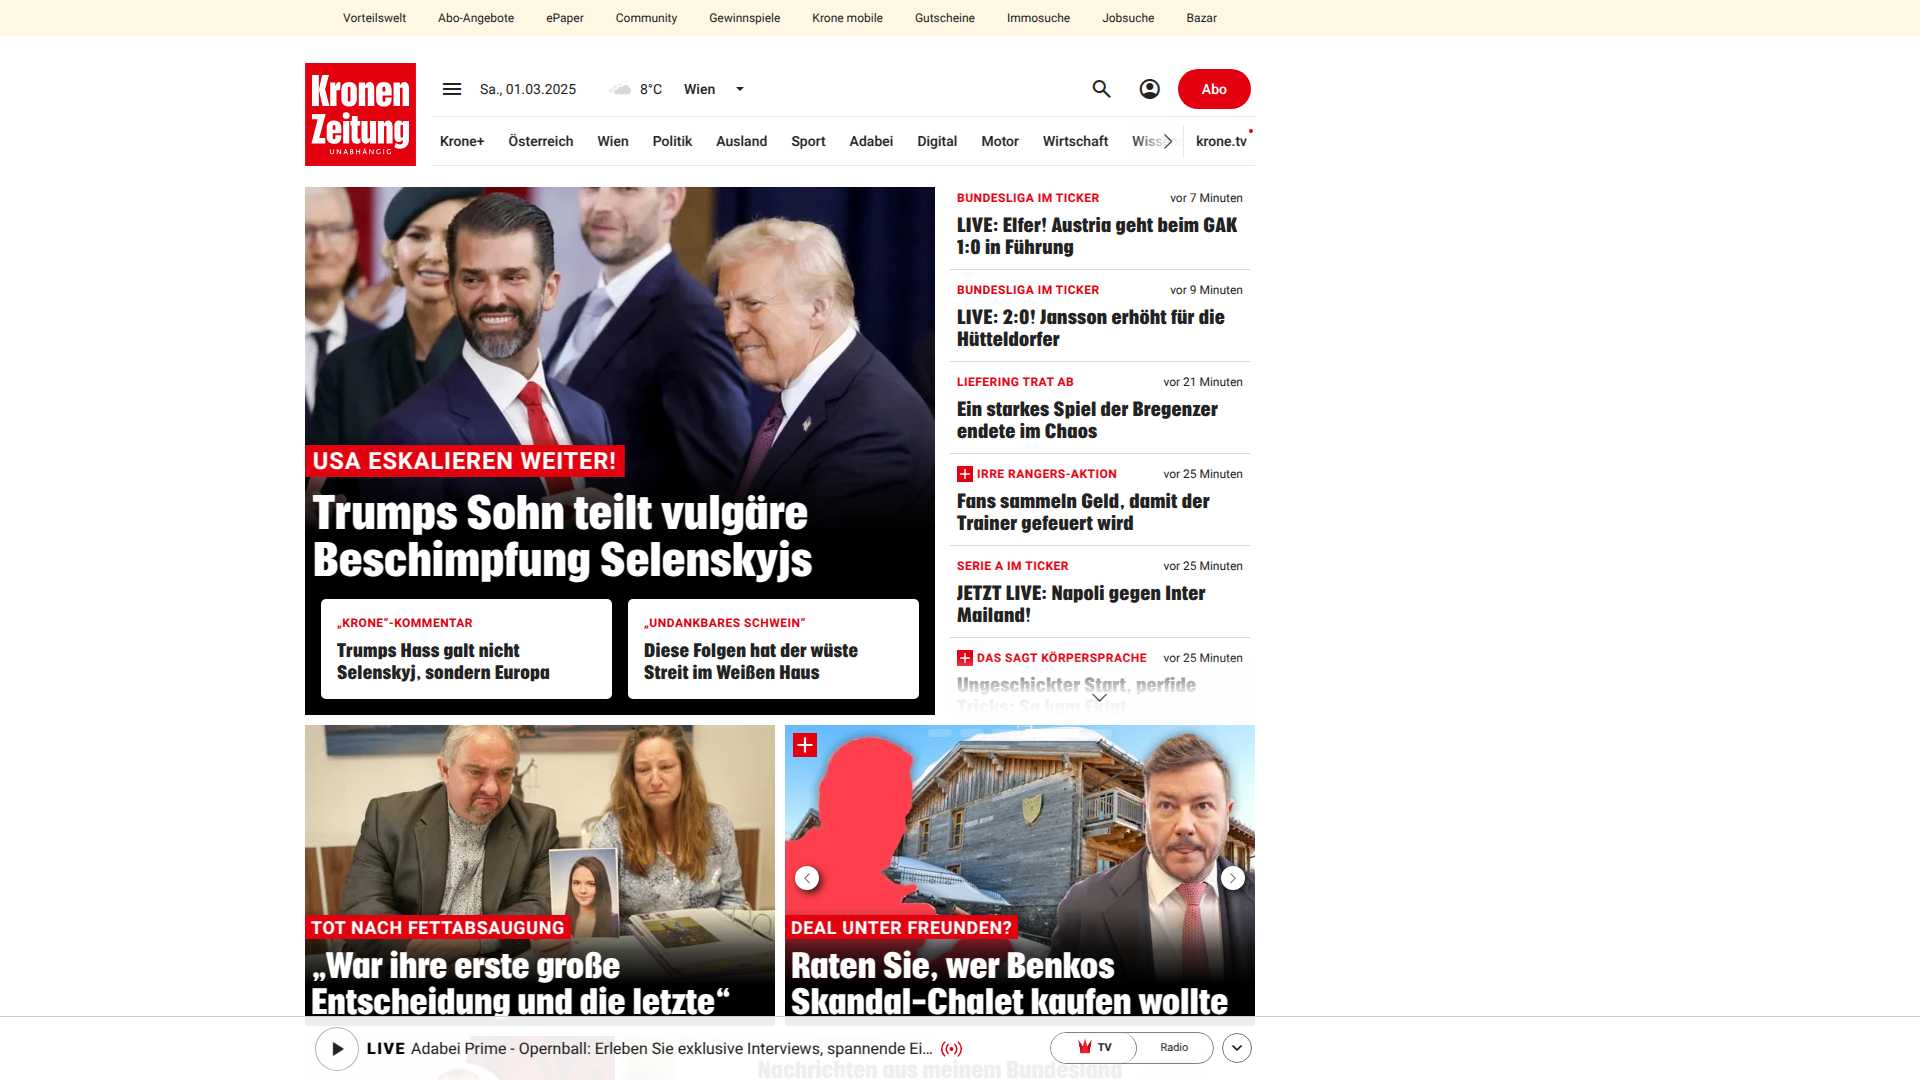 Vorteilswelt Abo-Angebote ePaper Community Gewinnspiele Krone mobile Gutscheine Immosuche Jobsuche Bazar
Kronen
Zeitung
UNABHÄNGIG
Sa., 01.03.2025 8°C Wien Abo
Krone+ Österreich Wien Politik Ausland Sport Adabei Digital Motor Wirtschaft krone.tv
USA ESKALIEREN WEITER!
Trumps Sohn teilt vulgäre
Beschimpfung Selenskyjs
„KRONE“-KOMMENTAR
Trumps Hass galt nicht
Selenskyj, sondern Europa
„UNDANKBARES SCHWEIN“
Diese Folgen hat der wüste
Streit im Weißen Haus
BUNDESLIGA IM TICKER vor 7 Minuten
LIVE: Elfer! Austria geht beim GAK
1:0 in Führung
BUNDESLIGA IM TICKER vor 9 Minuten
LIVE: 2:0! Jansson erhöht für die
Hütteldorfer
LIEFERING TRAT AB vor 21 Minuten
Ein starkes Spiel der Bregenzer
endete im Chaos
IRRE RANGERS-AKTION vor 25 Minuten
Fans sammeln Geld, damit der
Trainer gefeuert wird
SERIE A IM TICKER vor 25 Minuten
JETZT LIVE: Napoli gegen Inter
Mailand!
DAS SAGT KÖRPERSPRACHE vor 25 Minuten
Ungeschickter Start, perfide
Tricks: So kam Eklat
TOT NACH FETTABSAUGUNG
„War ihre erste große
Entscheidung und die letzte“
DEAL UNTER FREUNDEN?
Raten Sie, wer Benkos
Skandal-Chalet kaufen wollte
LIVE Adabei Prime - Opernball: Erleben Sie exklusive Interviews, spannende Ei... TV Radio
Nachrichten aus meinem Bundesland